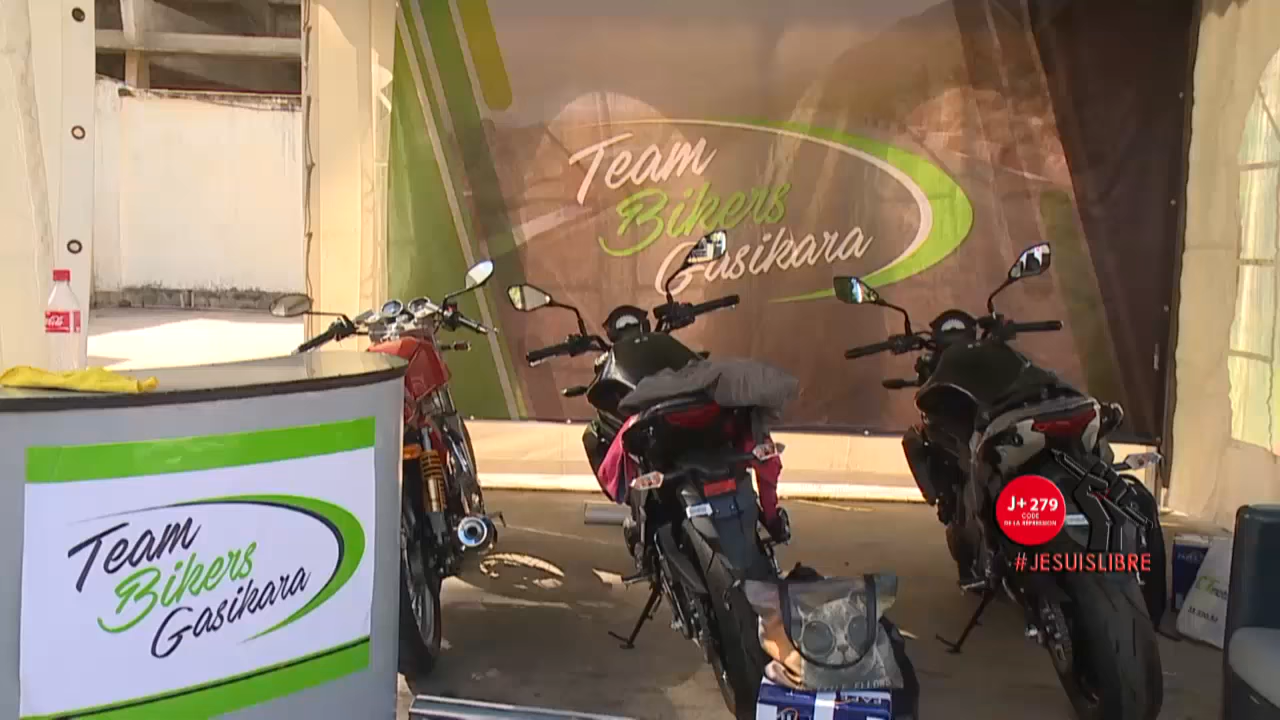 Team
Bikers
Gasikara
Team
Bikers
Gasikara
J+ 279
CODE
DE LA REPRESSION
#JESUISLIBRE